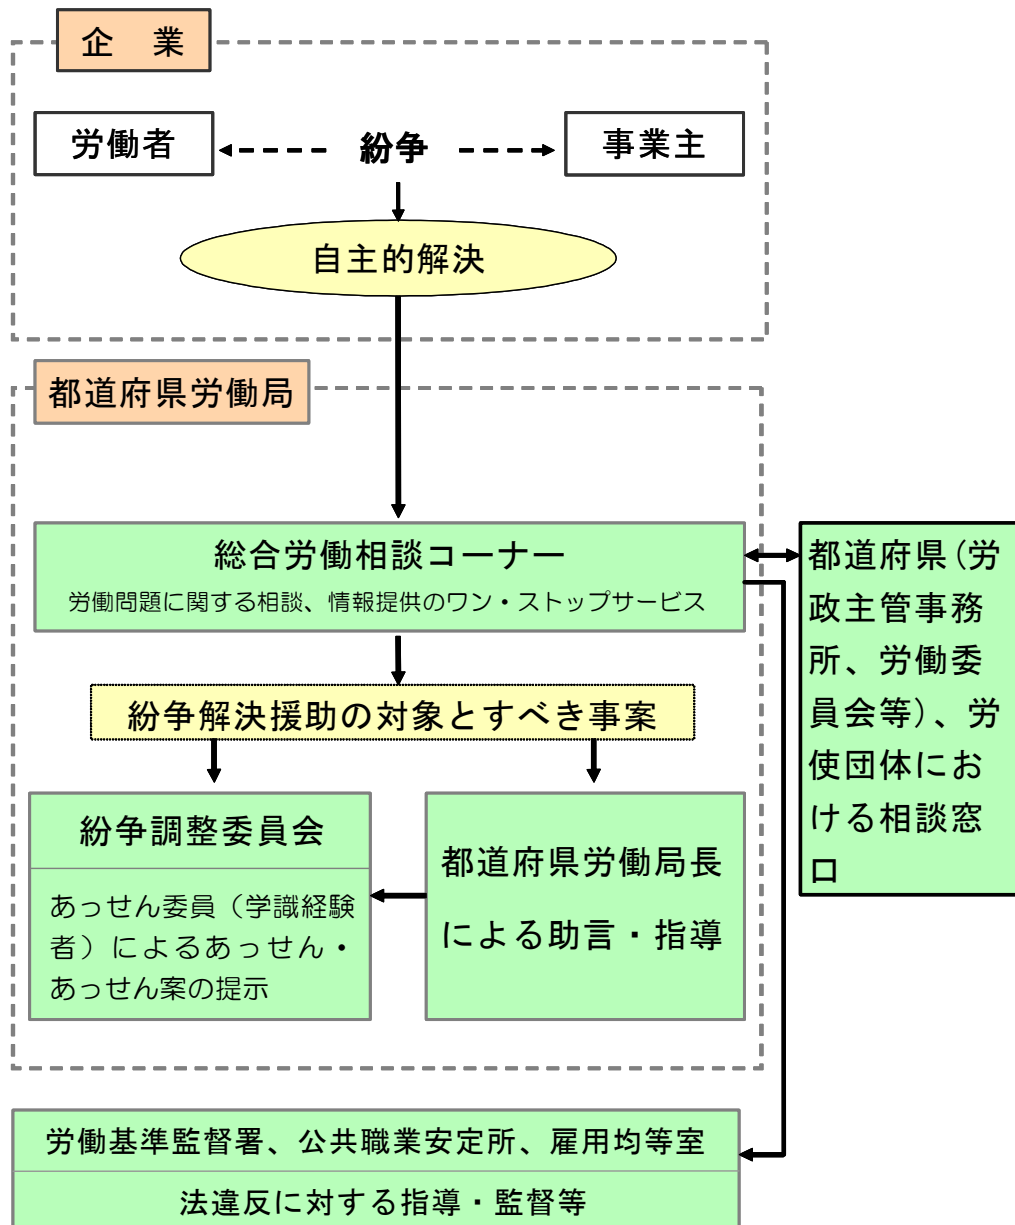 企　業
労働者
紛争
事業主
自主的解決
都道府県労働局
総合労働相談コーナー
労働問題に関する相談、情報提供のワン・ストップサービス
都道府県(労
政主管事務
所、労働委
員会等)、労
使団体にお
ける相談窓
口
紛争解決援助の対象とすべき事案
紛争調整委員会
あっせん委員（学識経験
者）によるあっせん・
あっせん案の提示
都道府県労働局長
による助言・指導
労働基準監督署、公共職業安定所、雇用均等室
法違反に対する指導・監督等